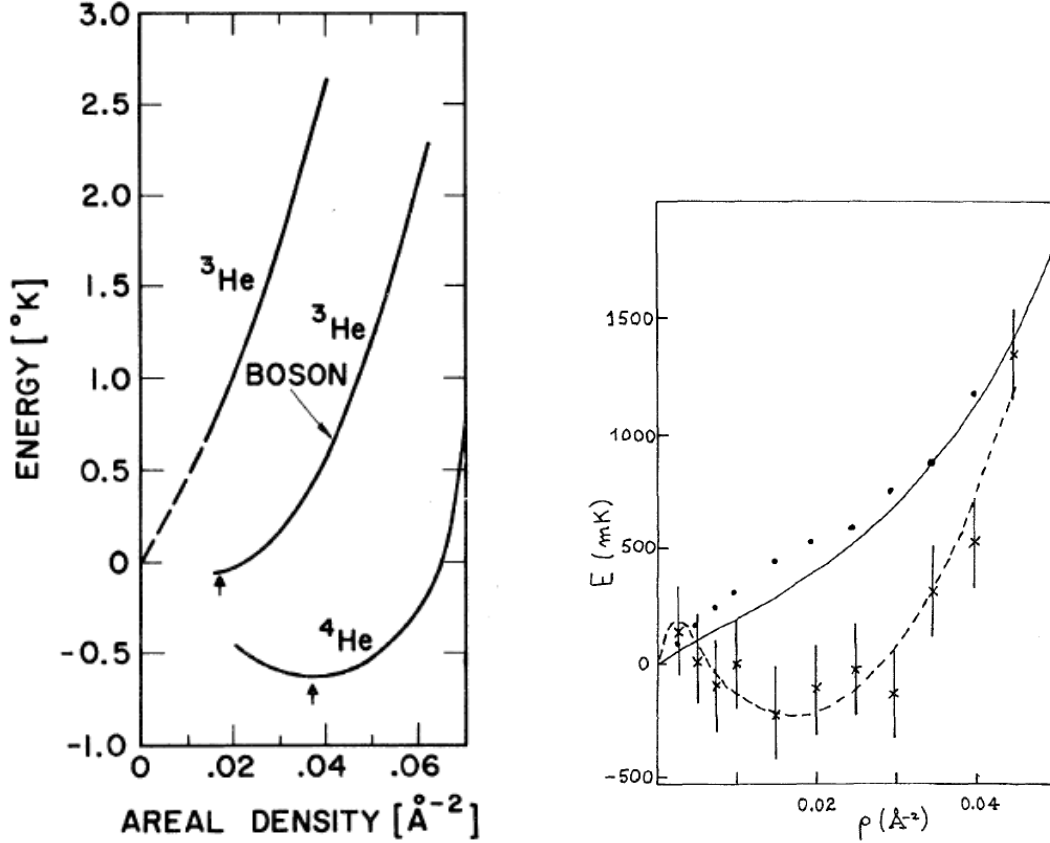 3.0
2.5
2.0
1.5
1.0
0.5
0
-0.5
-1.0
ENERGY [°K]
³He
³He
BOSON
⁴He
0 .02 .04 .06
AREAL DENSITY [Å⁻²]
1500
1000
500
0
-500
E (mK)
0.02 0.04
ρ (Å⁻²)